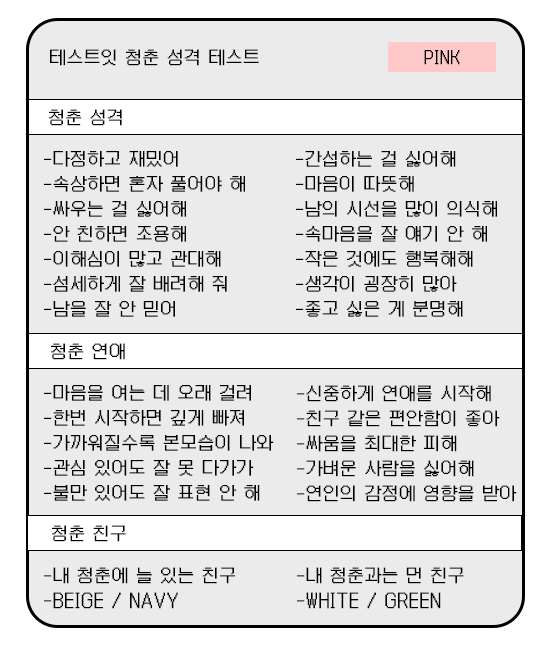 테스트잇 청춘 성격 테스트
PINK
청춘 성격
-다정하고 재밌어
-속상하면 혼자 풀어야 해
-싸우는 걸 싫어해
-안 친하면 조용해
-이해심이 많고 관대해
-섬세하게 잘 배려해 줘
-남을 잘 안 믿어
-간섭하는 걸 싫어해
-마음이 따뜻해
-남의 시선을 많이 의식해
-속마음을 잘 얘기 안 해
-작은 것에도 행복해해
-생각이 굉장히 많아
-좋고 싫은 게 분명해
청춘 연애
-마음을 여는 데 오래 걸려
-한번 시작하면 깊게 빠져
-가까워질수록 본모습이 나와
-관심 있어도 잘 못 다가가
-불만 있어도 잘 표현 안 해
-신중하게 연애를 시작해
-친구 같은 편안함이 좋아
-싸움을 최대한 피해
-가벼운 사람을 싫어해
-연인의 감정에 영향을 받아
청춘 친구
-내 청춘에 늘 있는 친구
-BEIGE / NAVY
-내 청춘과는 먼 친구
-WHITE / GREEN